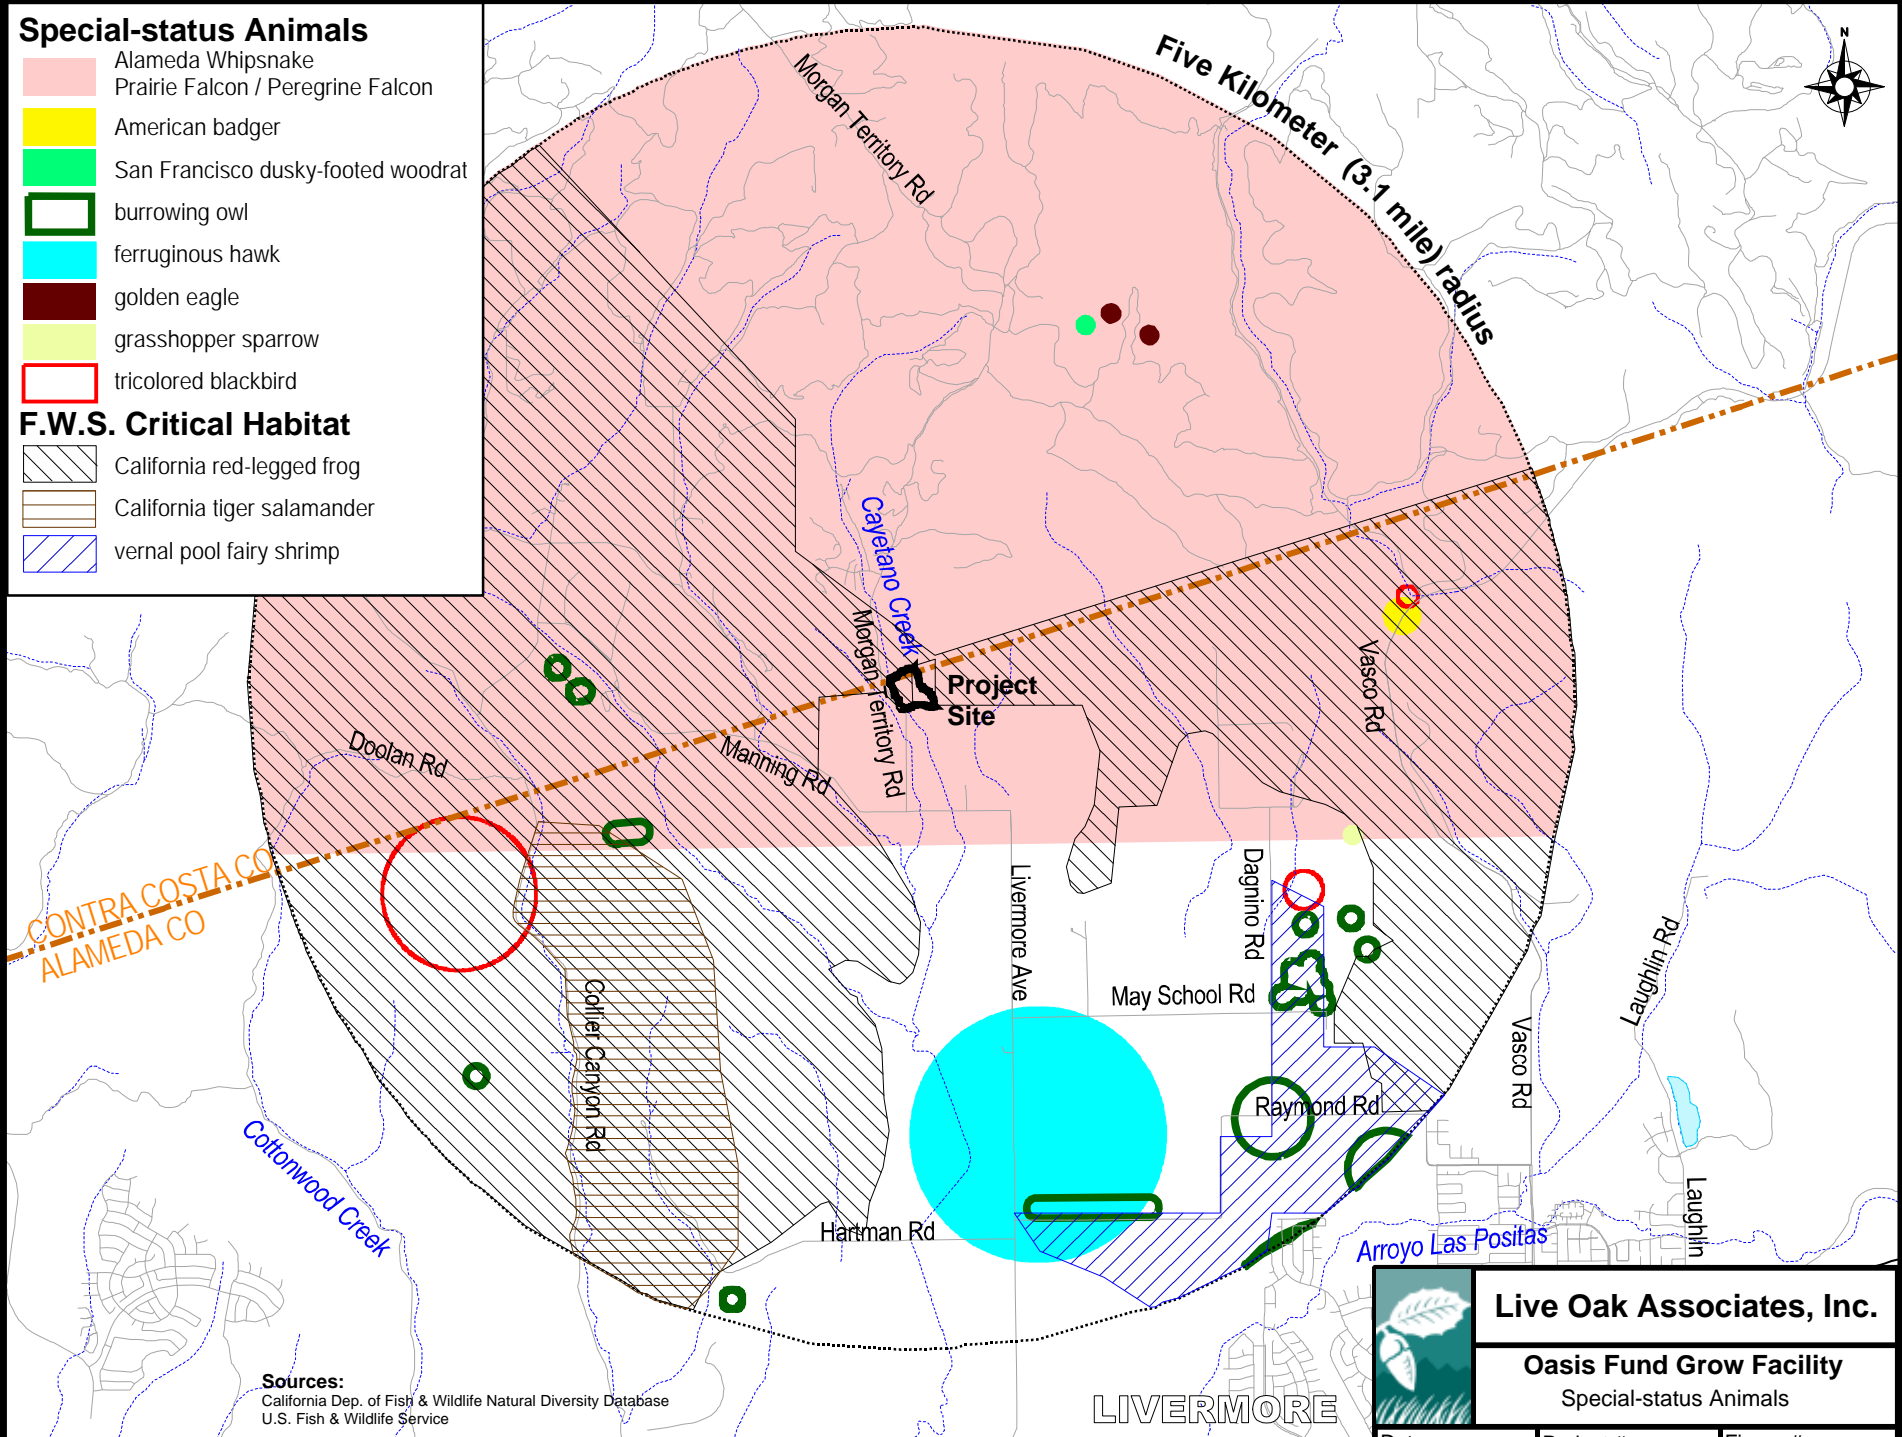 Special-status Animals
Alameda Whipsnake
Prairie Falcon / Peregrine Falcon
American badger
San Francisco dusky-footed woodrat
burrowing owl
ferruginous hawk
golden eagle
grasshopper sparrow
tricolored blackbird
F.W.S. Critical Habitat
California red-legged frog
California tiger salamander
vernal pool fairy shrimp
N
Five Kilometer (3.1 mile) radius
Morgan Territory Rd
Cayetano Creek
Morgan Territory Rd
Project
Site
Vasco Rd
Doolan Rd
Manning Rd
CONTRA COSTA CO
ALAMEDA CO
Livermore Ave
Dagnino Rd
May School Rd
Laughlin Rd
Collier Canyon Rd
Vasco Rd
Raymond Rd
Cottonwood Creek
Hartman Rd
Arroyo Las Positas
Laughlin
LIVERMORE
Sources:
California Dep. of Fish & Wildlife Natural Diversity Database
U.S. Fish & Wildlife Service
Live Oak Associates, Inc.
Oasis Fund Grow Facility
Special-status Animals